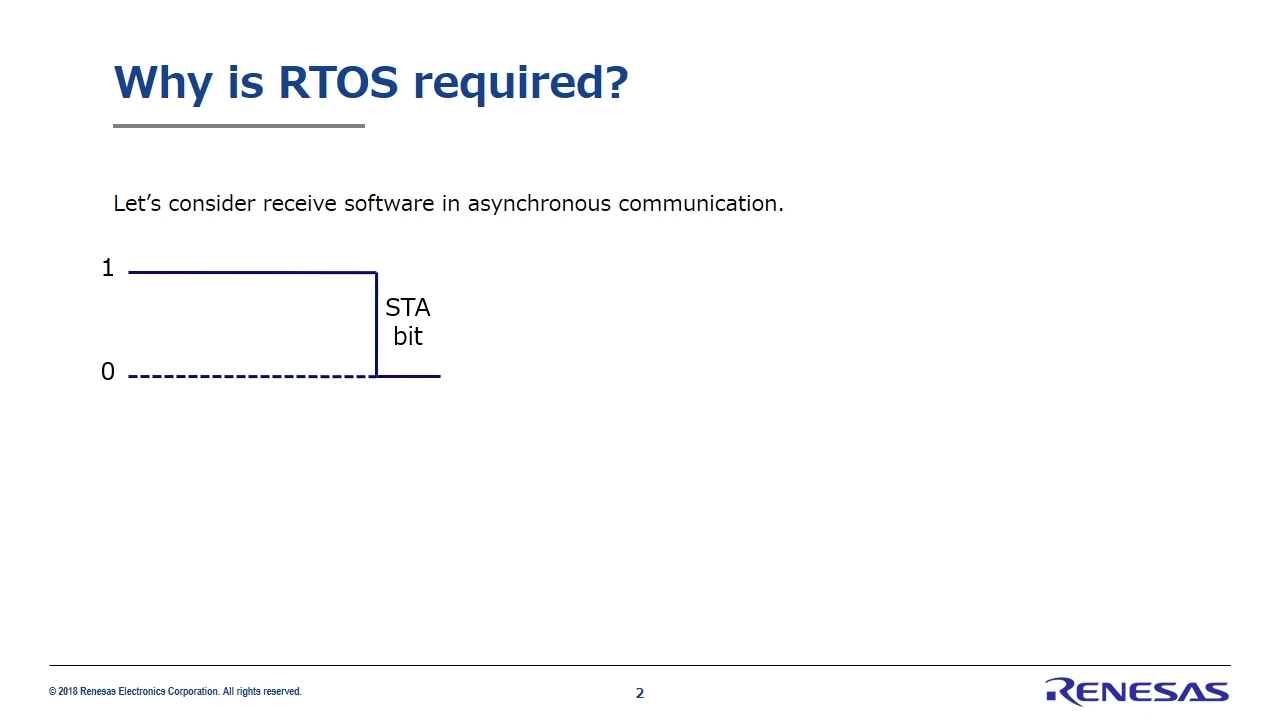 Why is RTOS required?
Let’s consider receive software in asynchronous communication.
1
STA
bit
0
© 2018 Renesas Electronics Corporation. All rights reserved.
2
RENESAS